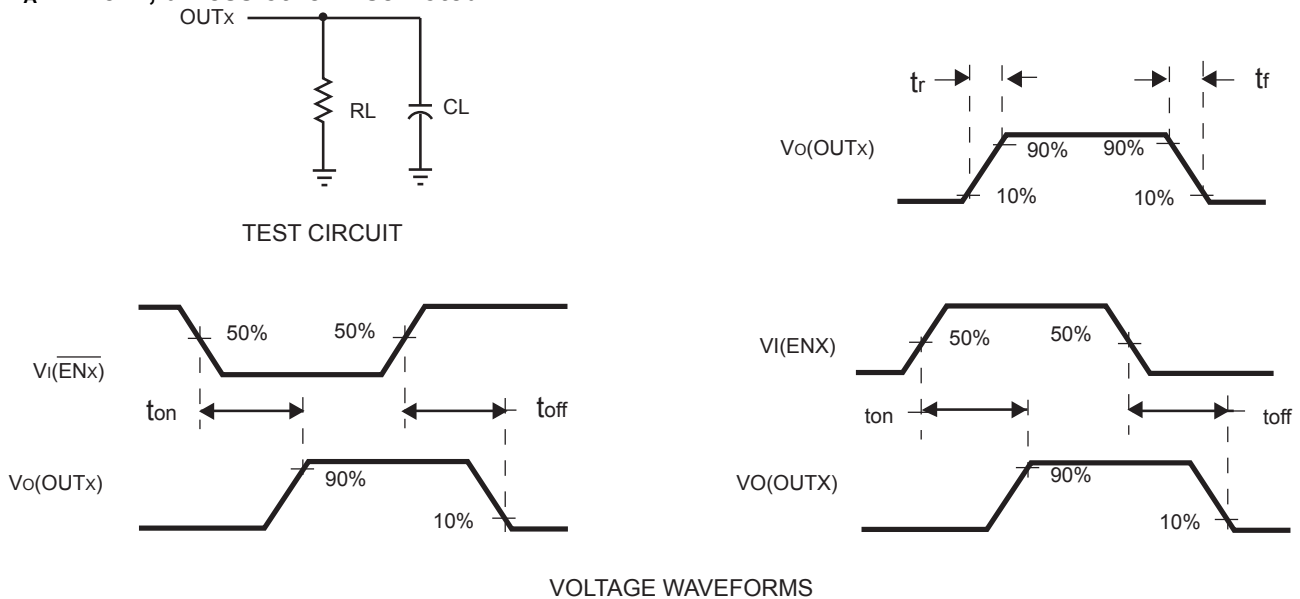 OUTx
RL
CL
TEST CIRCUIT
tr
tf
VO(OUTx)
90%
90%
10%
10%
VI(ENx)
50%
50%
ton
toff
VO(OUTx)
90%
10%
VI(ENX)
50%
50%
ton
toff
VO(OUTX)
90%
10%
VOLTAGE WAVEFORMS